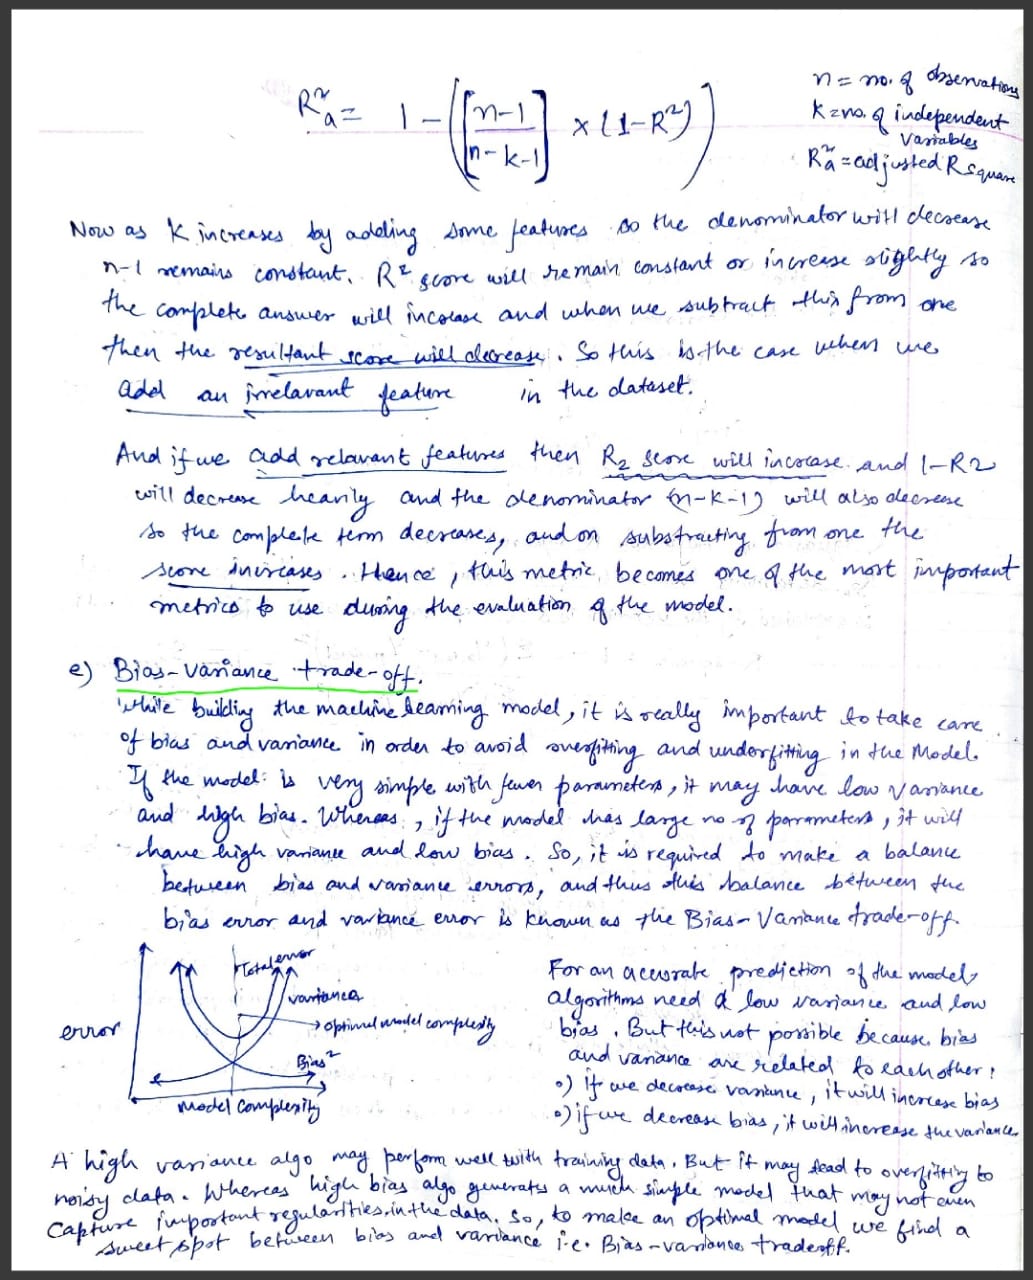 R²a = 1 - ([n-1 / n-k-1] × (1-R²))
n = no. of observations
K = no. of independent
variables
R²a = adjusted R square
Now as K increases by adding some features so the denominator will decrease
n-1 remains constant. R² score will remain constant or increase slightly so
the complete answer will increase and when we subtract this from one
then the resultant score will decrease. So this is the case when we
add an irrelavant feature in the dataset.
And if we add relavant features then R2 score will increase and 1-R2
will decrease heavily and the denominator (n-k-1) will also decrease
so the complete term decreases, and on substracting from one the
score increases. Hence, this metric becomes one of the most important
metrics to use during the evaluation of the model.
e) Bias-Variance trade-off.
While building the machine learning model, it is really important to take care
of bias and variance in order to avoid overfitting and underfitting in the Model.
If the model is very simple with fewer parameters, it may have low variance
and high bias. Whereas, if the model has large no of parameters, it will
have high variance and low bias. So, it is required to make a balance
between bias and variance errors, and thus this balance between the
bias error and variance error is known as the Bias-Variance trade-off.
Total error
variance
optimal model complexity
error
Bias²
Model Complexity
For an accurate prediction of the model,
algorithms need a low variance and low
bias. But this not possible because bias
and variance are related to each other:
•) If we decrease variance, it will increase bias
•) if we decrease bias, it will increase the variance.
A high variance algo may perform well with training data. But it may lead to overfitting to
noisy data. Whereas high bias algo generates a much simple model that may not even
Capture important regularities in the data. So, to make an optimal model we find a
sweet spot between bias and variance i.e. Bias-variance tradeoff.